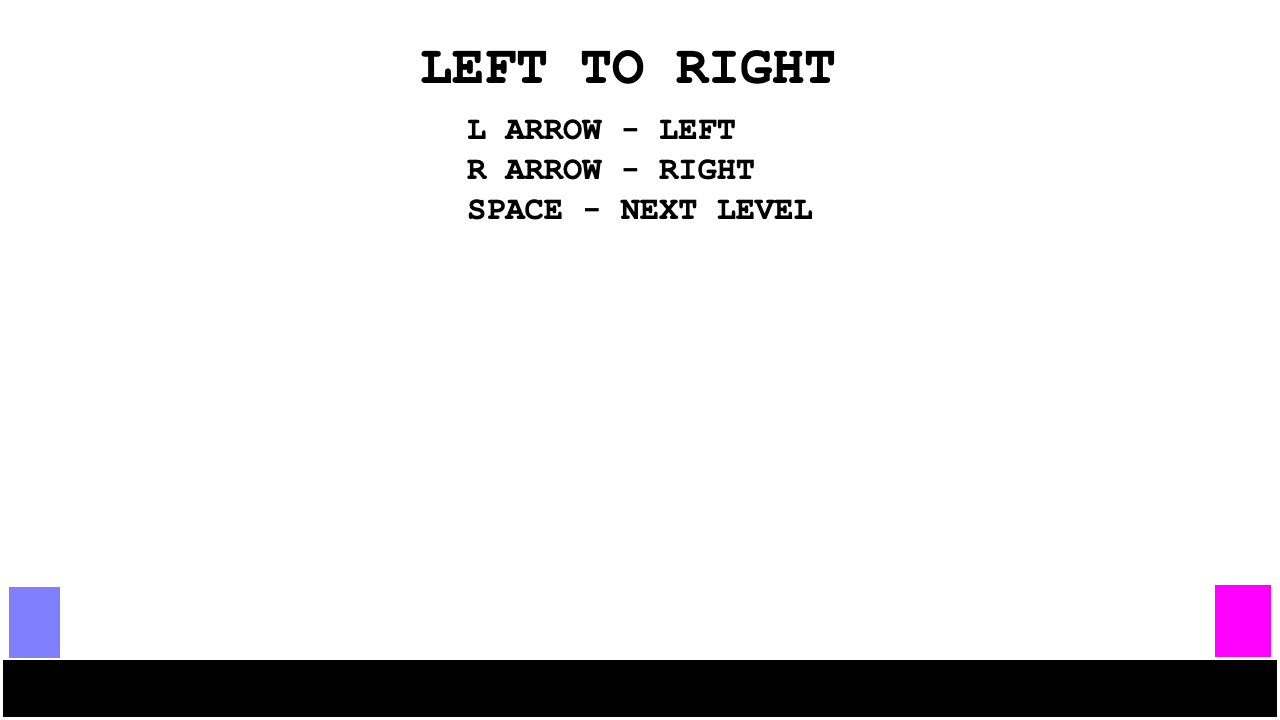 LEFT TO RIGHT
L ARROW - LEFT
R ARROW - RIGHT
SPACE - NEXT LEVEL